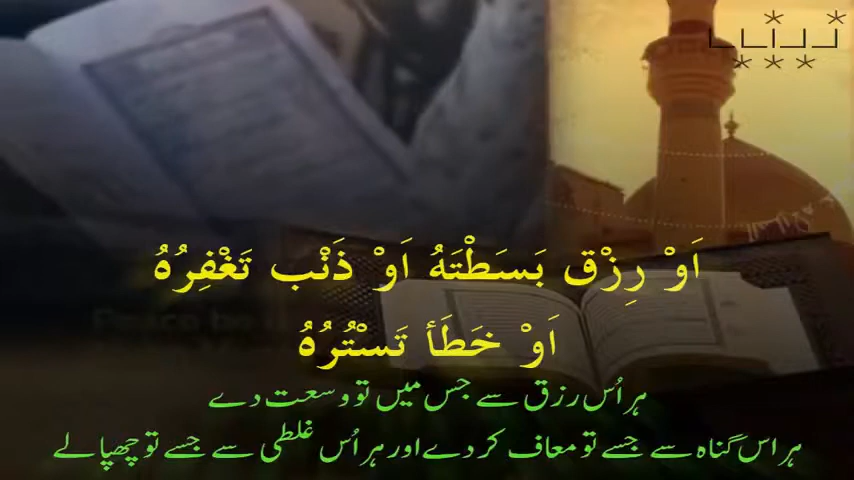 اَوْ رِزْق بَسَطْتَهُ اَوْ ذَنْب تَغْفِرُهُ
اَوْ خَطَأ تَسْتُرُهُ
ہر اُس رزق سے جس میں تو وسعت دے
ہر اس گناہ سے جسے تو معاف کر دے اور ہر اُس غلطی سے جسے تو چھپا لے